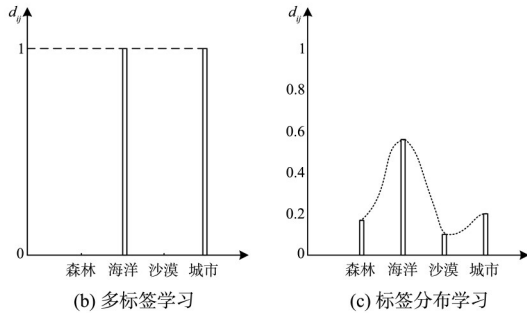 d_ij
1
0
森林 海洋 沙漠 城市
(b) 多标签学习
d_ij
1
0.8
0.6
0.4
0.2
0
森林 海洋 沙漠 城市
(c) 标签分布学习